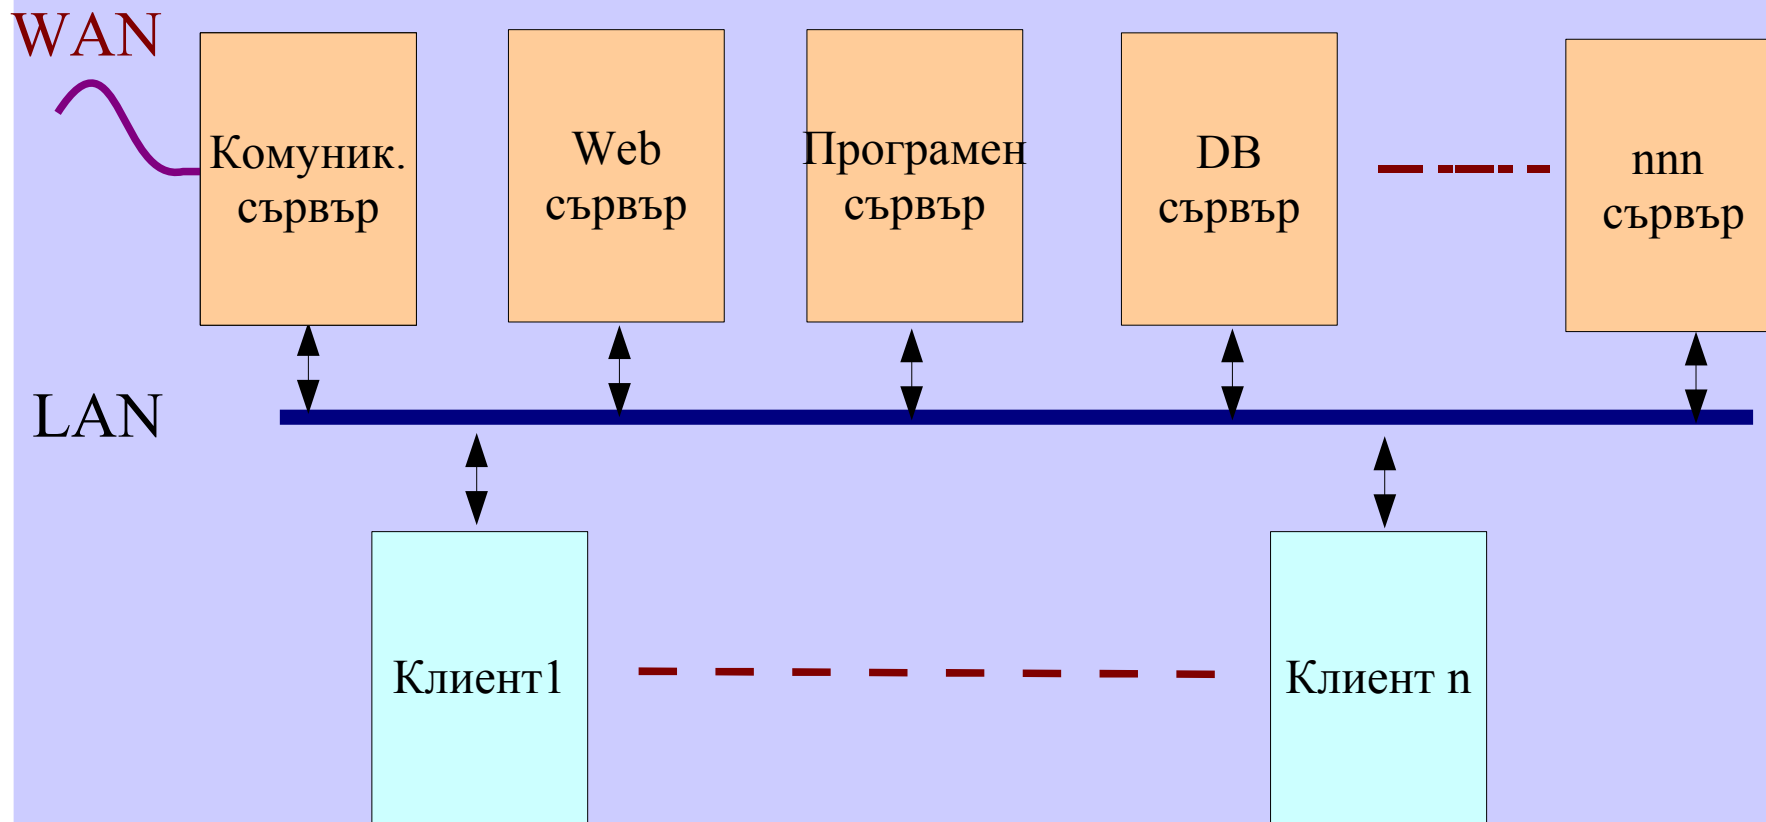 WAN
Комуник.
сървър
Web
сървър
Програмен
сървър
DB
сървър
nnn
сървър
LAN
Клиент1
Клиент n